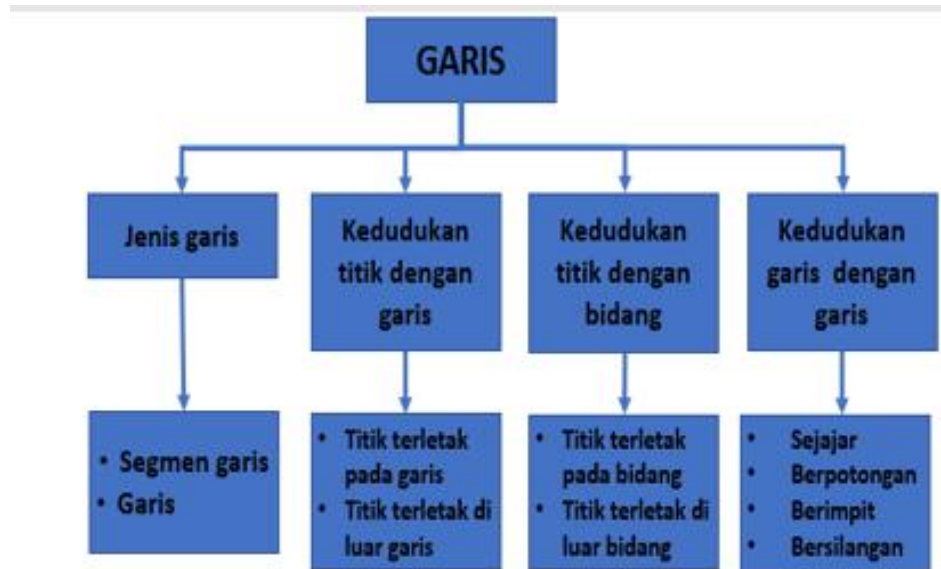 GARIS
Jenis garis
Kedudukan
titik dengan
garis
Kedudukan
titik dengan
bidang
Kedudukan
garis dengan
garis
• Segmen garis
• Garis
• Titik terletak
pada garis
• Titik terletak di
luar garis
• Titik terletak
pada bidang
• Titik terletak di
luar bidang
• Sejajar
• Berpotongan
• Berimpit
• Bersilangan